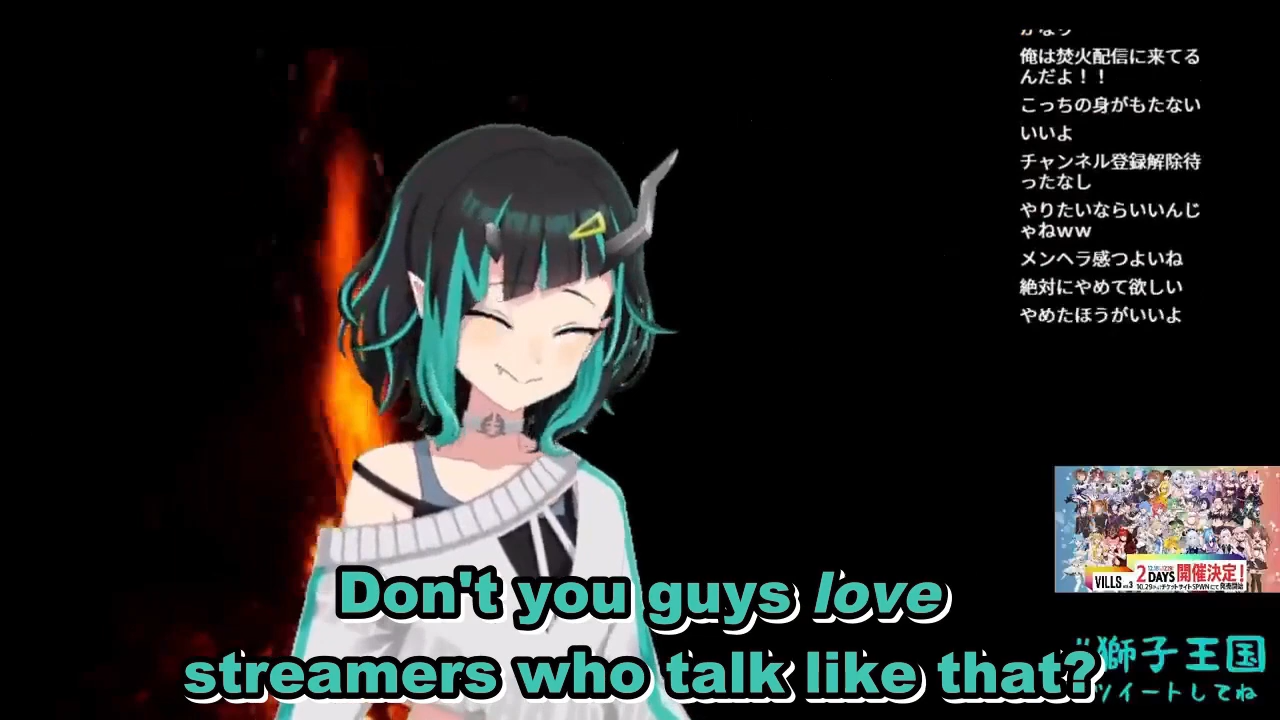 俺は焚火配信に来てる
んだよ！！
こっちの身がもたない
いいよ
チャンネル登録解除待
ったなし
やりたいならいいんじ
ゃねww
メンヘラ感つよいね
絶対にやめて欲しい
やめたほうがいいよ
VILLS vol.3
2DAYS 開催決定!
Don't you guys love
streamers who talk like that?
#獅子王国
ツイートしてね